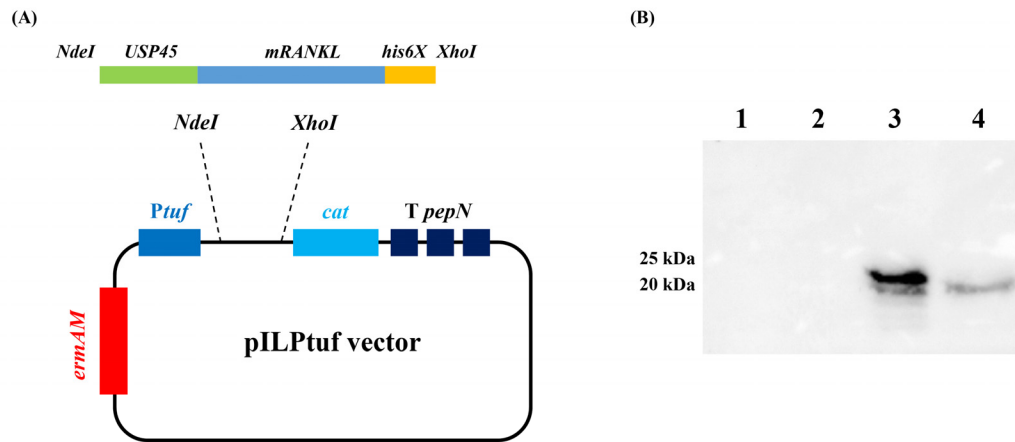 (A)
NdeI USP45 mRANKL his6X XhoI
NdeI XhoI
Ptuf cat T pepN
ermAM
pILPtuf vector
(B)
1 2 3 4
25 kDa
20 kDa